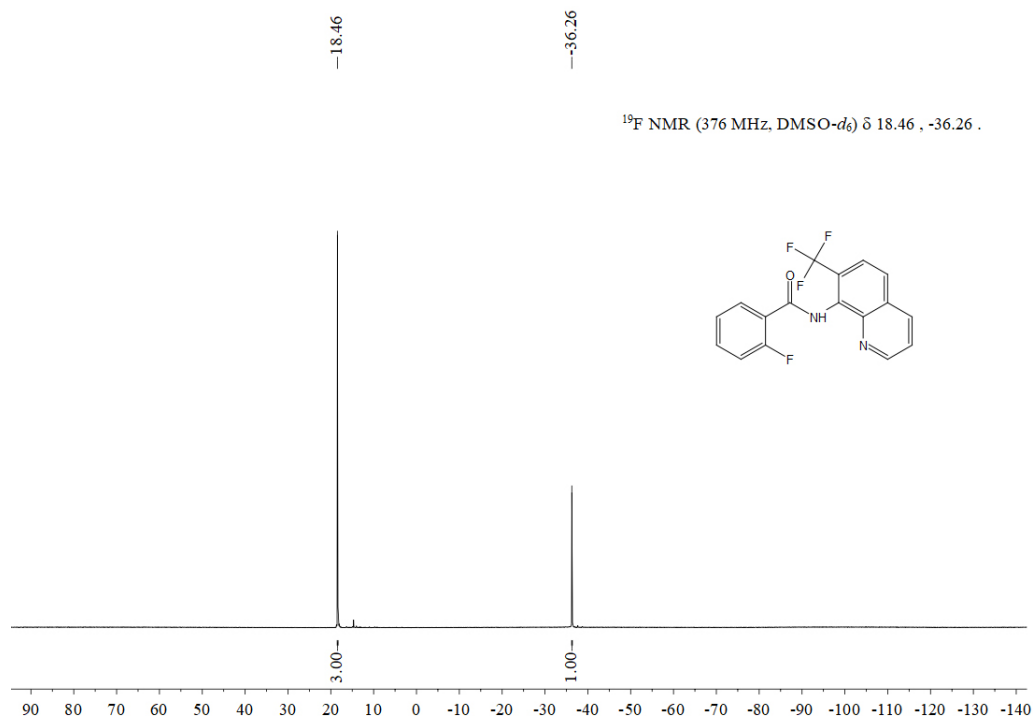 18.46
-36.26
¹⁹F NMR (376 MHz, DMSO-d₆) δ 18.46 , -36.26 .
F
F
F
O
NH
F
N
3.00
1.00
90 80 70 60 50 40 30 20 10 0 -10 -20 -30 -40 -50 -60 -70 -80 -90 -100 -110 -120 -130 -140